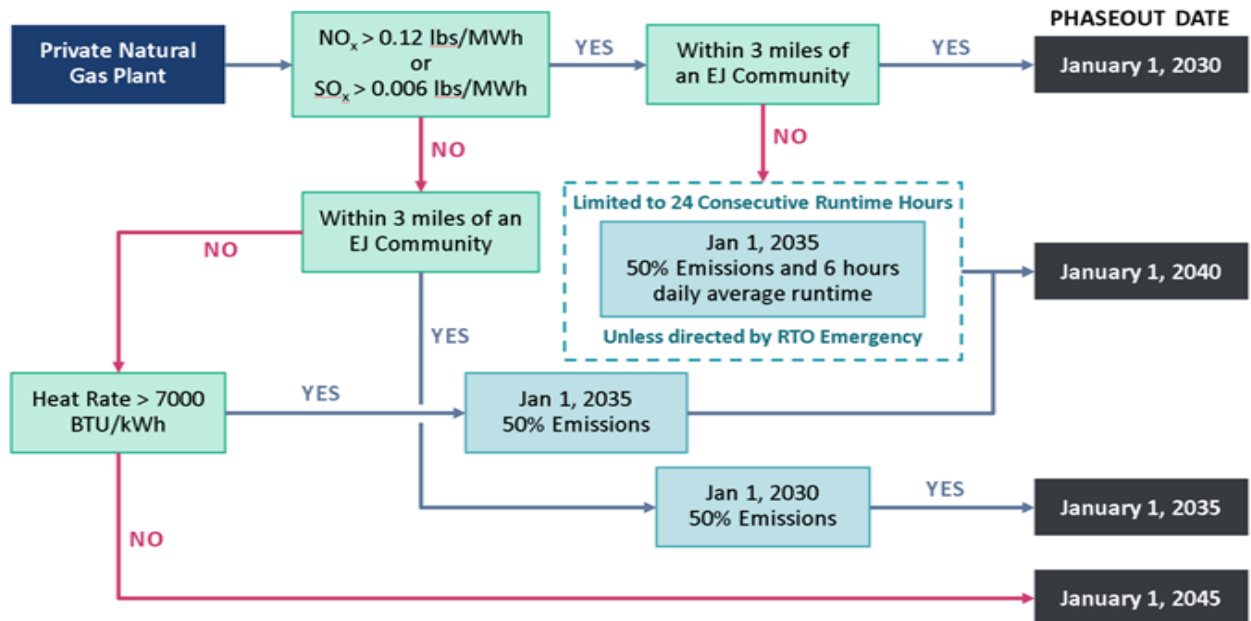 PHASEOUT DATE
Private Natural
Gas Plant
NOx > 0.12 lbs/MWh
or
SOx > 0.006 lbs/MWh
YES
Within 3 miles of
an EJ Community
YES
January 1, 2030
NO
NO
Within 3 miles of an
EJ Community
NO
YES
Limited to 24 Consecutive Runtime Hours
Jan 1, 2035
50% Emissions and 6 hours
daily average runtime
Unless directed by RTO Emergency
January 1, 2040
Heat Rate > 7000
BTU/kWh
YES
Jan 1, 2035
50% Emissions
Jan 1, 2030
50% Emissions
YES
January 1, 2035
NO
January 1, 2045